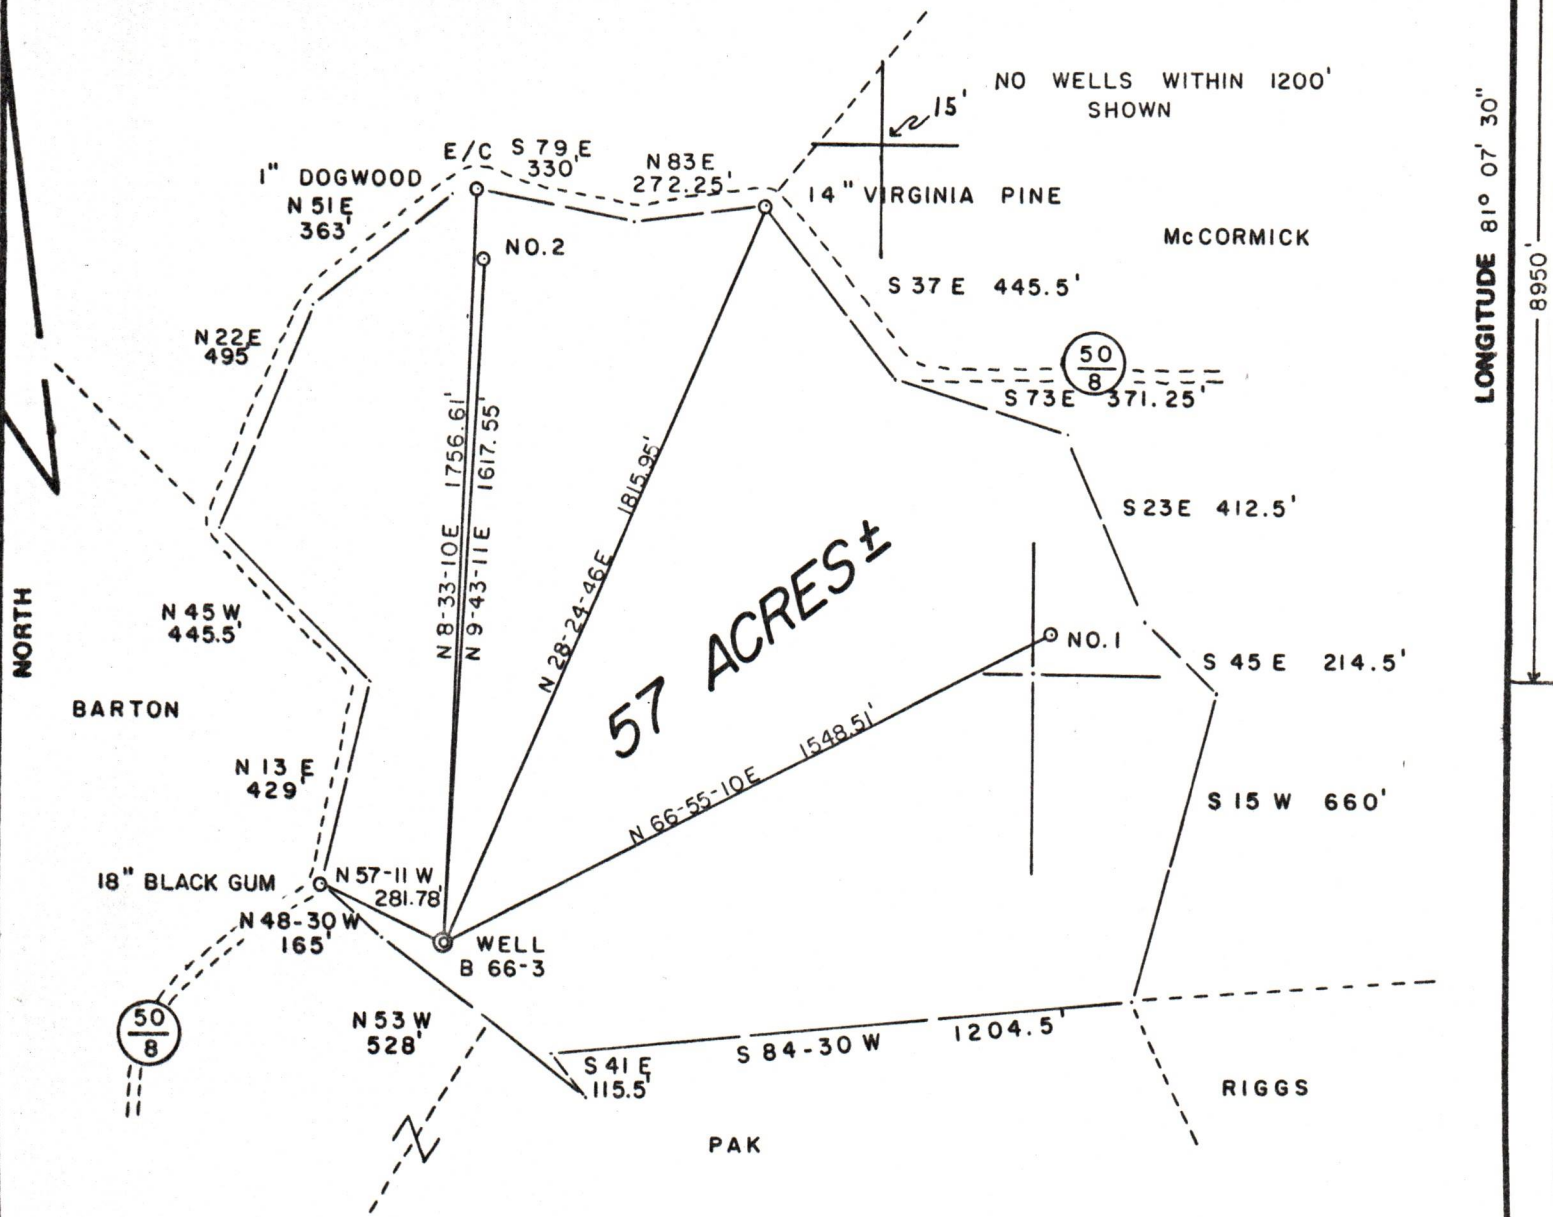 NO WELLS WITHIN 1200'
SHOWN
15'
LONGITUDE 81° 07' 30"
8950'
E/C
S 79 E
330'
N 83 E
272.25'
1" DOGWOOD
N 51 E
363'
14" VIRGINIA PINE
McCORMICK
NO. 2
S 37 E 445.5'
N 22 E
495'
50
8
S 73 E 371.25'
1756.61'
1617.55'
1815.95'
S 23 E 412.5'
N 8-33-10 E
N 9-43-11 E
N 28-24-46 E
57 ACRES ±
NORTH
N 45 W
445.5'
NO. 1
S 45 E 214.5'
BARTON
N 66-55-10 E 1548.51'
N 13 E
429'
S 15 W 660'
18" BLACK GUM
N 57-11 W
281.78'
N 48-30 W
165'
WELL
B 66-3
50
8
N 53 W
528'
S 84-30 W 1204.5'
S 41 E
115.5'
RIGGS
PAK